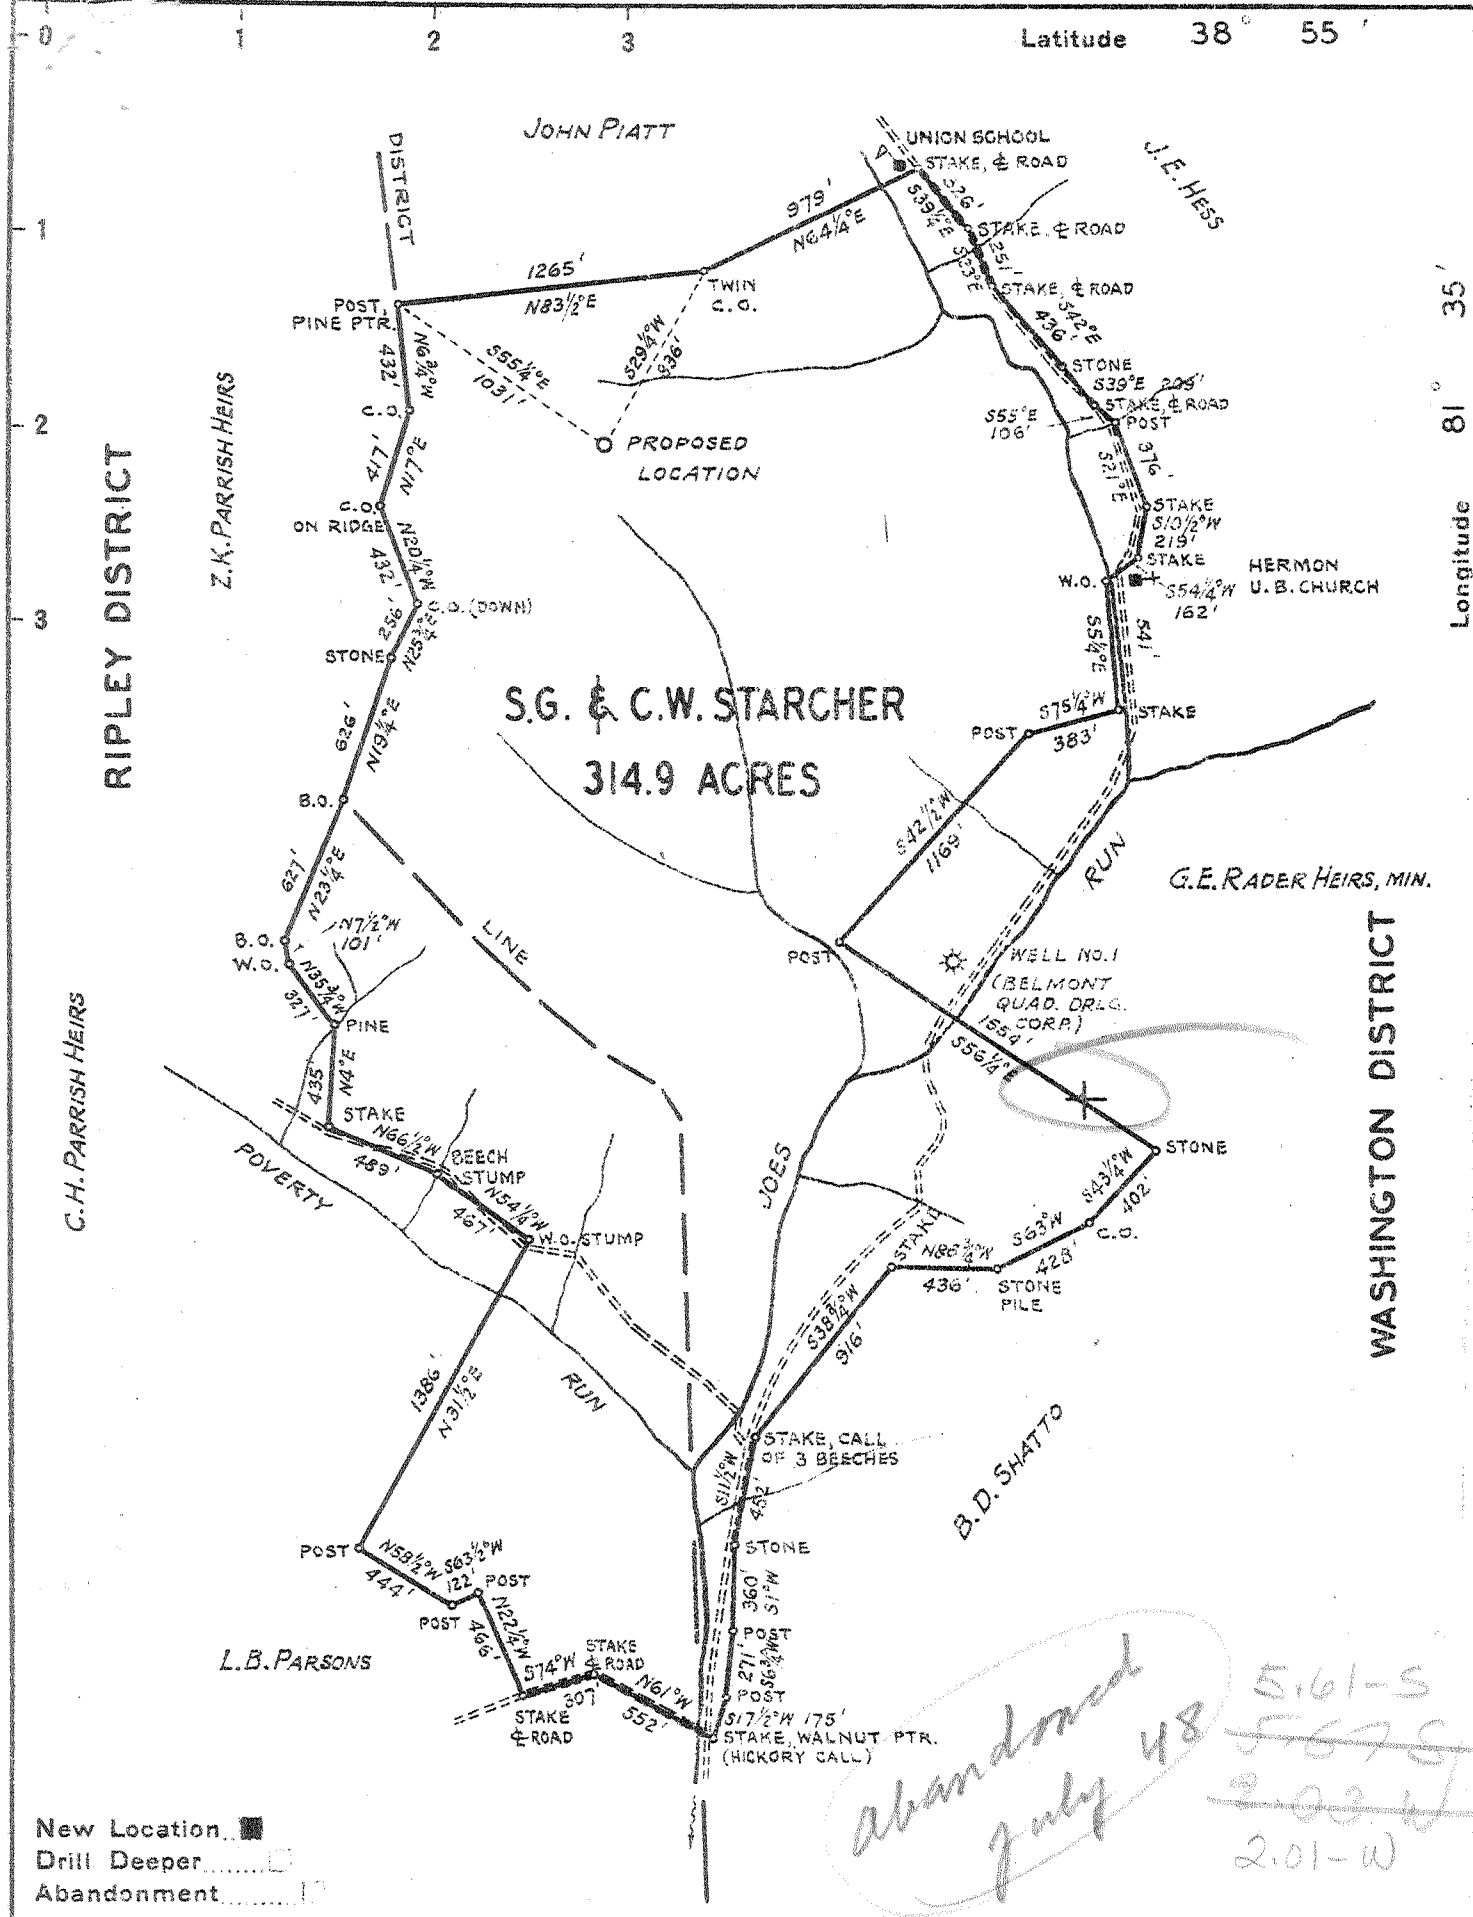 0 1 2 3 Latitude 38° 55'
JOHN PIATT
UNION SCHOOL
STAKE, ℄ ROAD
J.E. HESS
DISTRICT
979'
N64¼°E
S39¼°E
526'
STAKE, ℄ ROAD
1
251'
S23°E
STAKE, ℄ ROAD
1265'
N83½°E
TWIN
C.O.
35'
POST,
PINE PTR.
N6¾°W
432'
S55¼°E
1031'
S29¼°W
936'
S42°E
436'
STONE
S39°E 209'
STAKE, ℄ ROAD
S55°E
106'
POST
C.O.
2
81°
PROPOSED
LOCATION
417'
N17°E
376'
S21°E
Z.K. PARRISH HEIRS
RIPLEY DISTRICT
C.O.
ON RIDGE
STAKE
S10½°W
219'
STAKE
Longitude
N20¼°W
432'
HERMON
U.B. CHURCH
W.O.
S54¼°W
162'
C.O. (DOWN)
3
256'
N25¾°E
STONE
541'
S5¼°E
S.G. & C.W. STARCHER
314.9 ACRES
S75¼°W
383'
STAKE
POST
626'
N19¾°E
B.O.
S42½°W
1169'
RUN
G.E. RADER HEIRS, MIN.
627'
N23¼°E
LINE
N7½°W
101'
B.O.
W.O.
POST
WELL NO. 1
(BELMONT
QUAD. DRLG.
CORP.)
N35¾°W
327'
PINE
1554'
S56¼°E
WASHINGTON DISTRICT
C.H. PARRISH HEIRS
435'
N4°E
STAKE
N66½°W
489'
BEECH
STUMP
STONE
S43¼°W
402'
POVERTY
N54¼°W
467'
W.O. STUMP
JOES
STAKE
N86¾°W
436'
S63°W
428'
C.O.
STONE
PILE
S38¾°W
916'
1386'
N31½°E
RUN
STAKE, CALL
OF 3 BEECHES
B.D. SHATTO
S11½°W
452'
POST
STONE
N58½°W
444'
S63½°W
122'
POST
POST
360'
S1°W
POST
N22¼°W
466'
L.B. PARSONS
STAKE
℄ ROAD
S74°W
307'
271'
S6¾°W
N61°W
552'
POST
S17½°W 175'
STAKE, WALNUT PTR.
(HICKORY CALL)
STAKE
℄ ROAD
abandoned
July 48
5.61-S
5.67 S
2.03 W
2.01-W
New Location
Drill Deeper
Abandonment